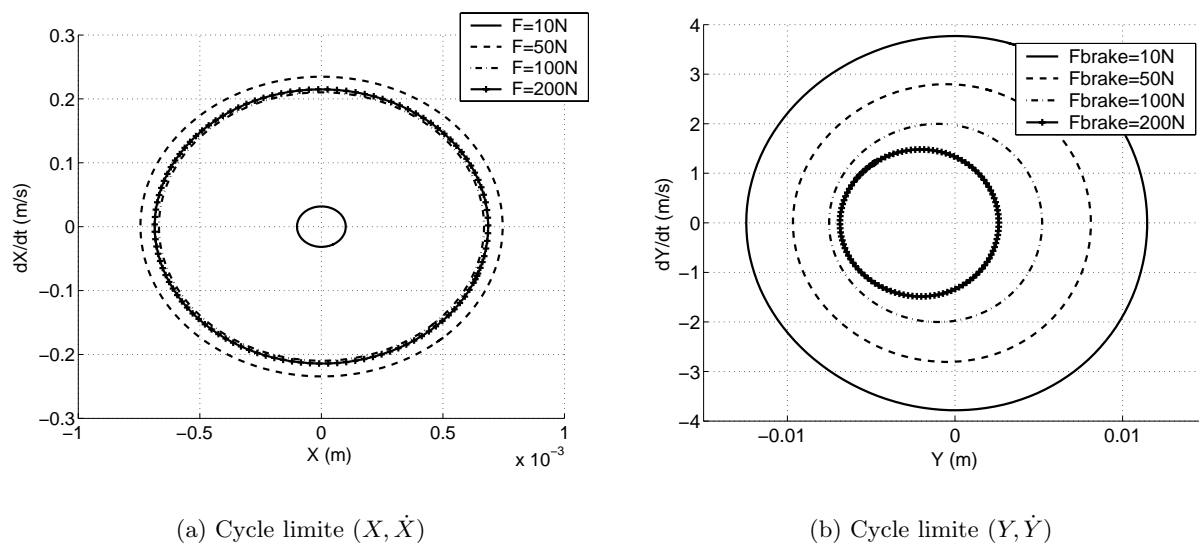 0.3
0.2
0.1
0
−0.1
−0.2
−0.3
dX/dt (m/s)
−1
−0.5
0
0.5
1
x 10⁻³
X (m)
F=10N
F=50N
F=100N
F=200N
(a) Cycle limite (X, Ẋ)
4
3
2
1
0
−1
−2
−3
−4
dY/dt (m/s)
−0.01
0
0.01
Y (m)
Fbrake=10N
Fbrake=50N
Fbrake=100N
Fbrake=200N
(b) Cycle limite (Y, Ẏ)